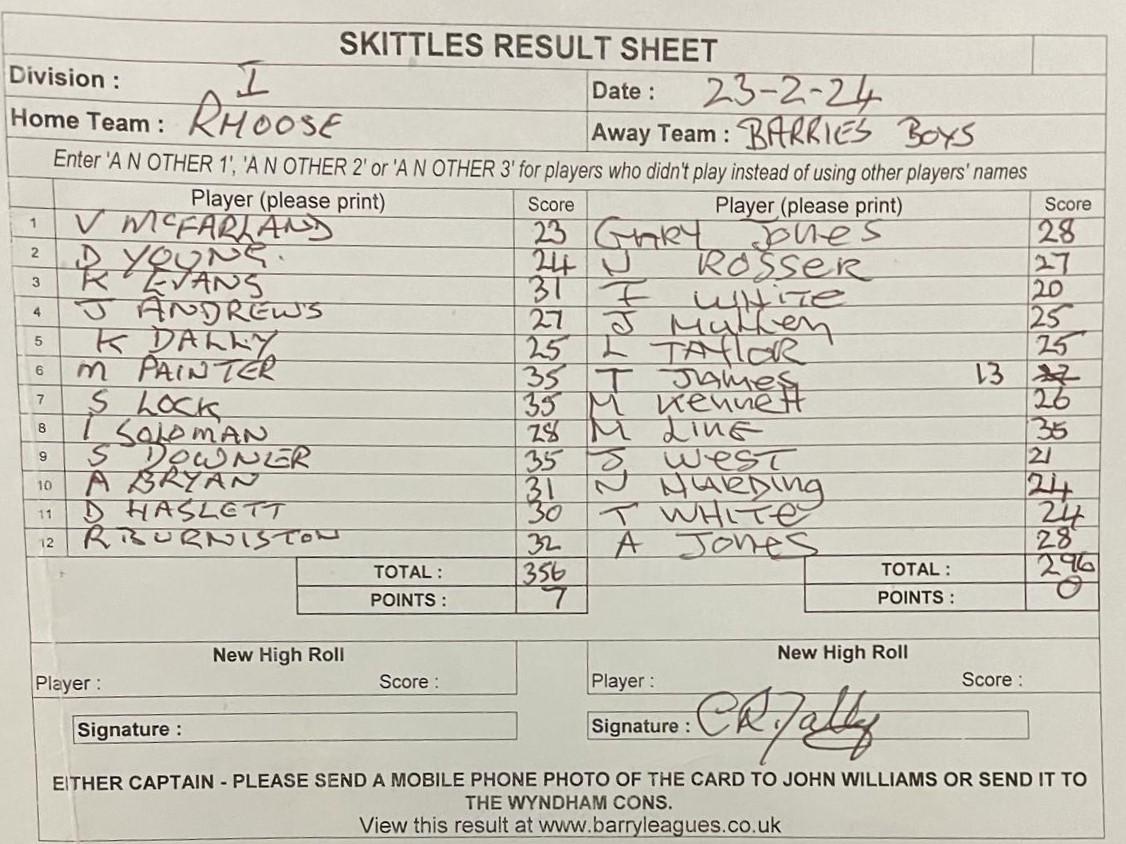 SKITTLES RESULT SHEET
Division : I Date : 23-2-24
Home Team : RHOOSE Away Team : BARRIES BOYS
Enter 'A N OTHER 1', 'A N OTHER 2' or 'A N OTHER 3' for players who didn't play instead of using other players' names
Player (please print) Score Player (please print) Score
1 V MCFARLAND 23 GARY Jones 28
2 D YOUNG. 24 N ROSSER 27
3 K EVANS 31 F WHITE 20
4 J ANDREWS 27 J Mullen 25
5 K DALLY 25 L TAYLOR 25
6 M PAINTER 35 T JAMES 13
7 S LOCK 35 M Kennett 26
8 I SOLOMAN 28 M LINE 35
9 S DOWNER 35 J WEST 21
10 A BRYAN 31 N HARDING 24
11 D HASLETT 30 T WHITE 24
12 R BURNISTON 32 A Jones 28
TOTAL : 356 TOTAL : 296
POINTS : 7 POINTS : 0
New High Roll New High Roll
Player : Score : Player : Score :
Signature : Signature :
EITHER CAPTAIN - PLEASE SEND A MOBILE PHONE PHOTO OF THE CARD TO JOHN WILLIAMS OR SEND IT TO
THE WYNDHAM CONS.
View this result at www.barryleagues.co.uk